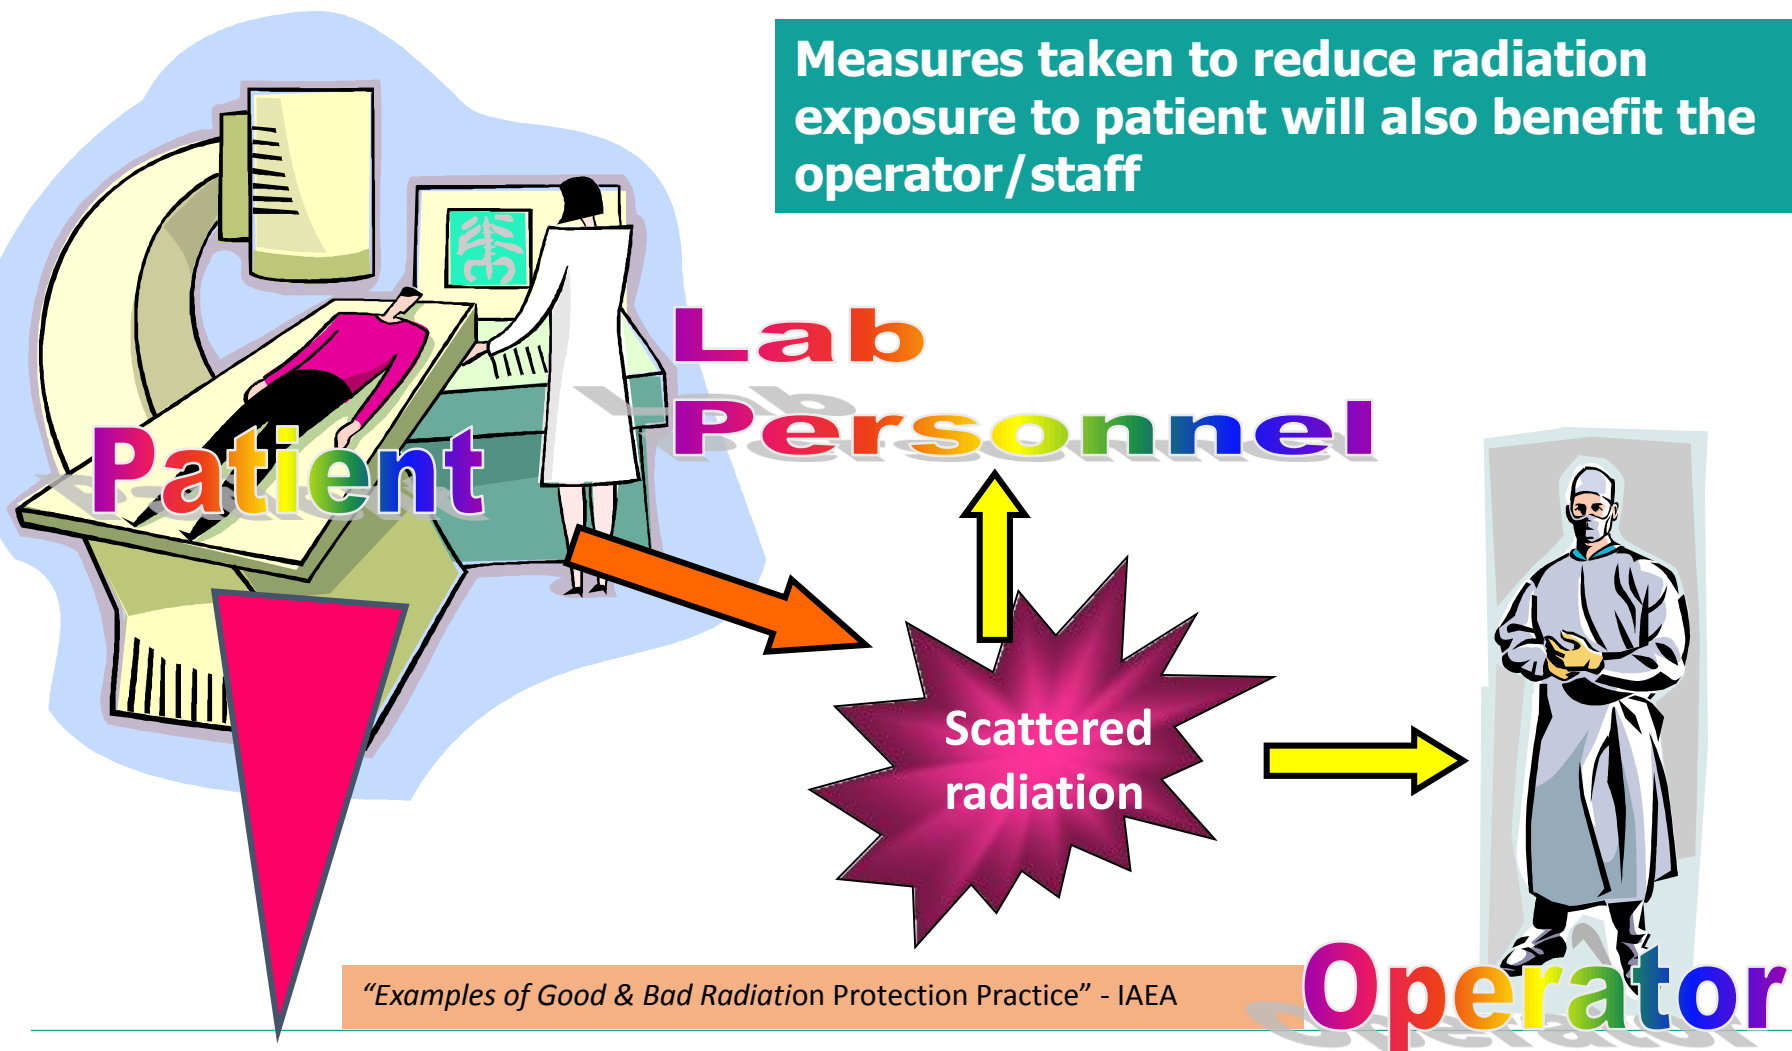 Measures taken to reduce radiation
exposure to patient will also benefit the
operator/staff
Lab
Personnel
Patient
Scattered
radiation
“Examples of Good & Bad Radiation Protection Practice” - IAEA
Operator